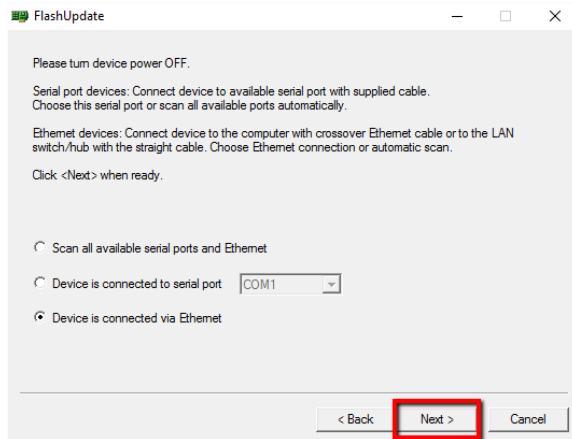 FlashUpdate
Please turn device power OFF.
Serial port devices: Connect device to available serial port with supplied cable.
Choose this serial port or scan all available ports automatically.
Ethernet devices: Connect device to the computer with crossover Ethernet cable or to the LAN
switch/hub with the straight cable. Choose Ethernet connection or automatic scan.
Click <Next> when ready.
Scan all available serial ports and Ethernet
Device is connected to serial port COM1
Device is connected via Ethernet
< Back Next > Cancel